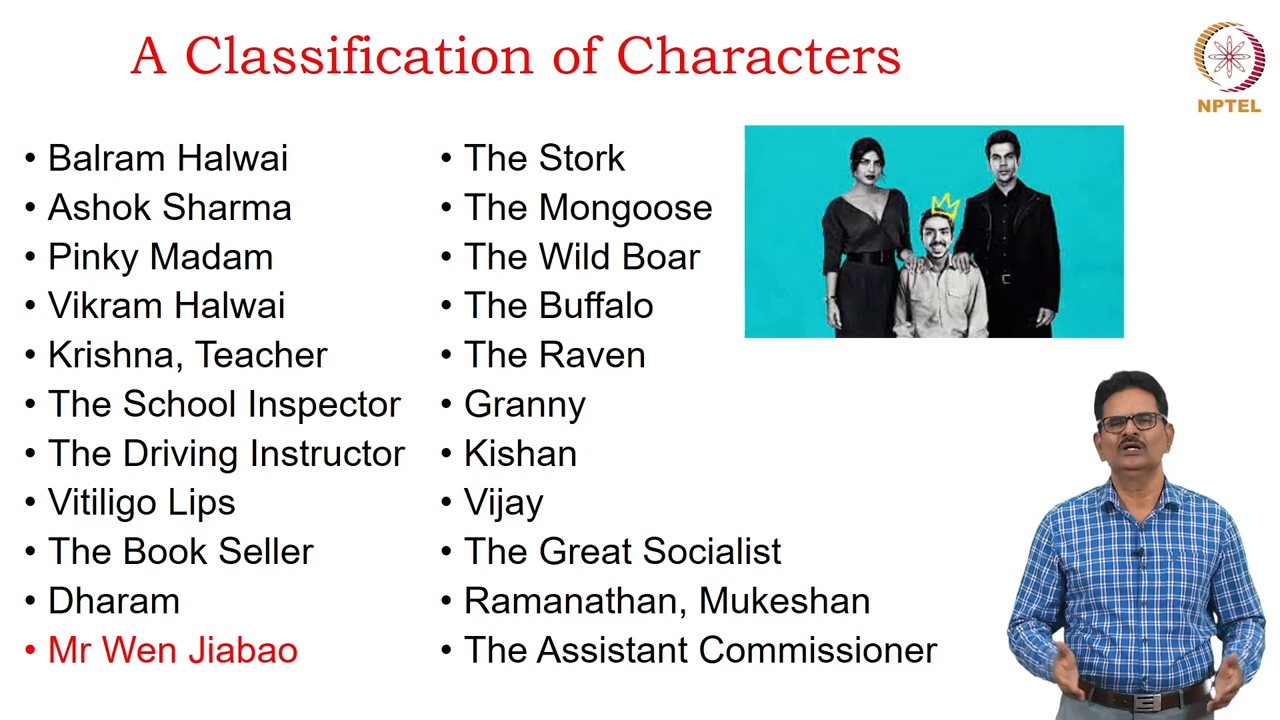 A Classification of Characters
NPTEL
• Balram Halwai
• Ashok Sharma
• Pinky Madam
• Vikram Halwai
• Krishna, Teacher
• The School Inspector
• The Driving Instructor
• Vitiligo Lips
• The Book Seller
• Dharam
• Mr Wen Jiabao
• The Stork
• The Mongoose
• The Wild Boar
• The Buffalo
• The Raven
• Granny
• Kishan
• Vijay
• The Great Socialist
• Ramanathan, Mukeshan
• The Assistant Commissioner